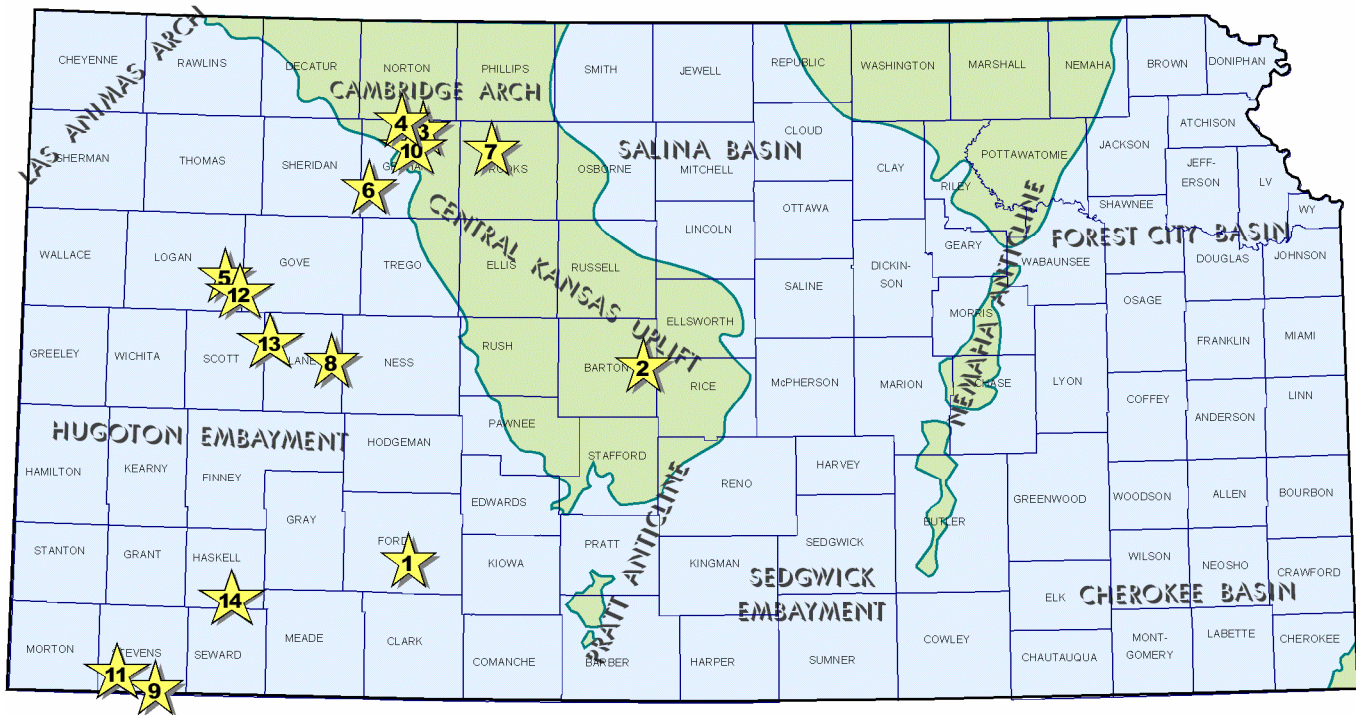 LAS ANIMAS ARCH
CHEYENNE
RAWLINS
DECATUR
NORTON
PHILLIPS
SMITH
JEWELL
REPUBLIC
WASHINGTON
MARSHALL
NEMAHA
BROWN
DONIPHAN
CAMBRIDGE ARCH
SHERMAN
THOMAS
SHERIDAN
4
3
10
6
7
OSBORNE
SALINA BASIN
MITCHELL
CLOUD
CLAY
RILEY
POTTAWATOMIE
JACKSON
ATCHISON
JEFF-
ERSON
LV
WY
SHAWNEE
OTTAWA
LINCOLN
WALLACE
LOGAN
GOVE
TREGO
ELLIS
RUSSELL
CENTRAL KANSAS UPLIFT
5
12
SALINE
DICKIN-
SON
GEARY
WABAUNSEE
FOREST CITY BASIN
DOUGLAS
JOHNSON
NEMAHA ANTICLINE
MORRIS
OSAGE
ELLSWORTH
GREELEY
WICHITA
SCOTT
13
LANE
8
NESS
RUSH
BARTON
2
RICE
McPHERSON
MARION
CHASE
LYON
FRANKLIN
MIAMI
COFFEY
ANDERSON
LINN
HUGOTON EMBAYMENT
HODGEMAN
PAWNEE
STAFFORD
HAMILTON
KEARNY
FINNEY
GRAY
EDWARDS
RENO
HARVEY
BUTLER
GREENWOOD
WOODSON
ALLEN
BOURBON
STANTON
GRANT
HASKELL
14
FORD
1
KIOWA
PRATT
PRATT ANTICLINE
KINGMAN
SEDGWICK
SEDGWICK
EMBAYMENT
ELK
WILSON
NEOSHO
CRAWFORD
CHEROKEE BASIN
MORTON
STEVENS
11
9
SEWARD
MEADE
CLARK
COMANCHE
BARBER
HARPER
SUMNER
COWLEY
CHAUTAUQUA
MONT-
GOMERY
LABETTE
CHEROKEE